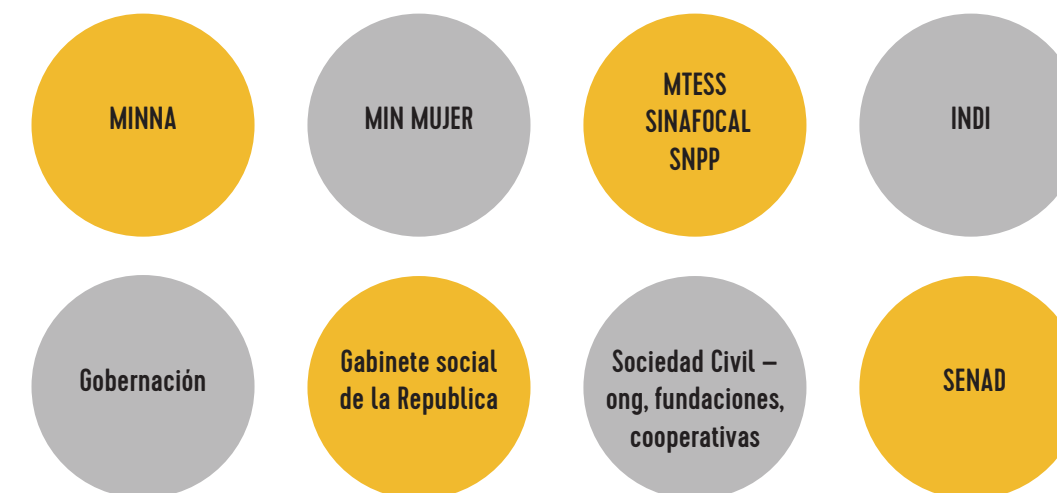 MINNA
MIN MUJER
MTESS
SINAFOCAL
SNPP
INDI
Gobernación
Gabinete social
de la Republica
Sociedad Civil –
ong, fundaciones,
cooperativas
SENAD